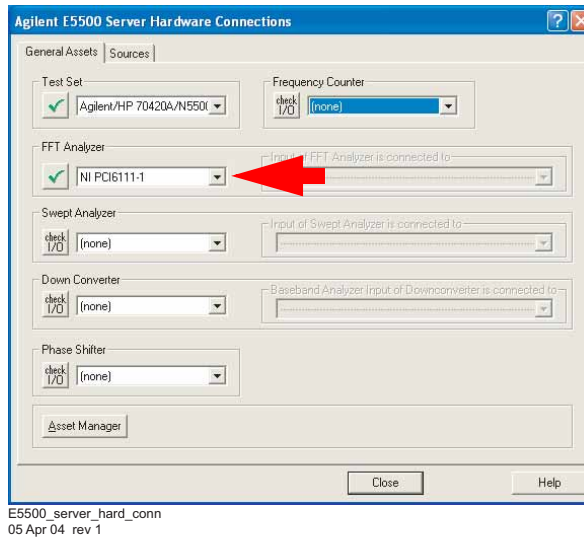 Agilent E5500 Server Hardware Connections
General Assets
Sources
Test Set
Frequency Counter
Agilent/HP 70420A/N550(
check
I/O
(none)
FFT Analyzer
Input of FFT Analyzer is connected to
NI PCI6111-1
Swept Analyzer
Input of Swept Analyzer is connected to
check
I/O
(none)
Down Converter
Baseband Analyzer Input of Downconverter is connected to
check
I/O
(none)
Phase Shifter
check
I/O
(none)
Asset Manager
Close
Help
E5500_server_hard_conn
05 Apr 04 rev 1